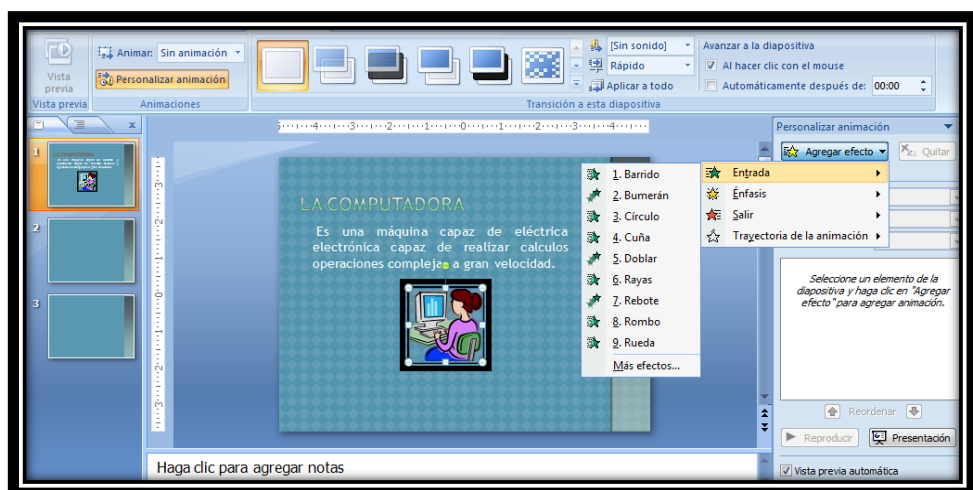 Vista previa
Animar: Sin animación
Personalizar animación
[Sin sonido]
Rápido
Aplicar a todo
Avanzar a la diapositiva
Al hacer clic con el mouse
Automáticamente después de: 00:00
Vista previa
Animaciones
Transición a esta diapositiva
1
2
3
LA COMPUTADORA
Es una máquina capaz de eléctrica
electrónica capaz de realizar calculos
operaciones complejas a gran velocidad.
1. Barrido
2. Bumerán
3. Círculo
4. Cuña
5. Doblar
6. Rayas
7. Rebote
8. Rombo
9. Rueda
Más efectos...
Entrada
Énfasis
Salir
Trayectoria de la animación
Personalizar animación
Agregar efecto
Quitar
Seleccione un elemento de la
diapositiva y haga clic en "Agregar
efecto" para agregar animación.
Reordenar
Reproducir
Presentación
Vista previa automática
Haga clic para agregar notas